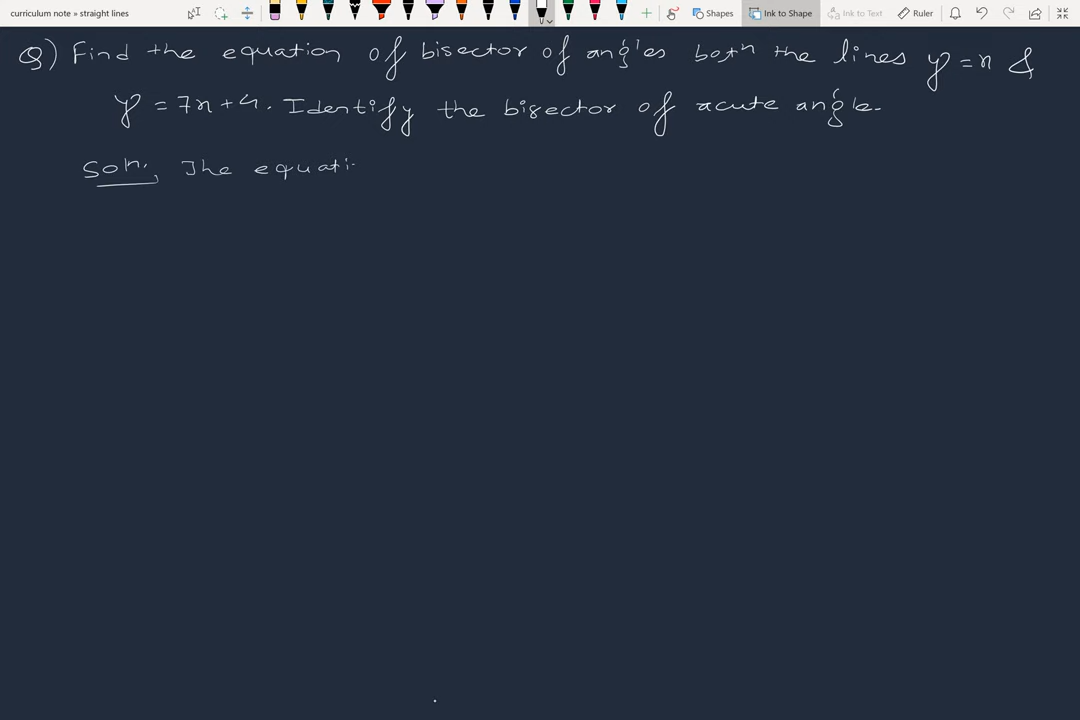 curriculum note » straight lines
Shapes
Ink to Shape
Ink to Text
Ruler
Q) Find the equation of bisector of angles both the lines y = x &
y = 7x + 4. Identify the bisector of acute angle.
Soln, The equati